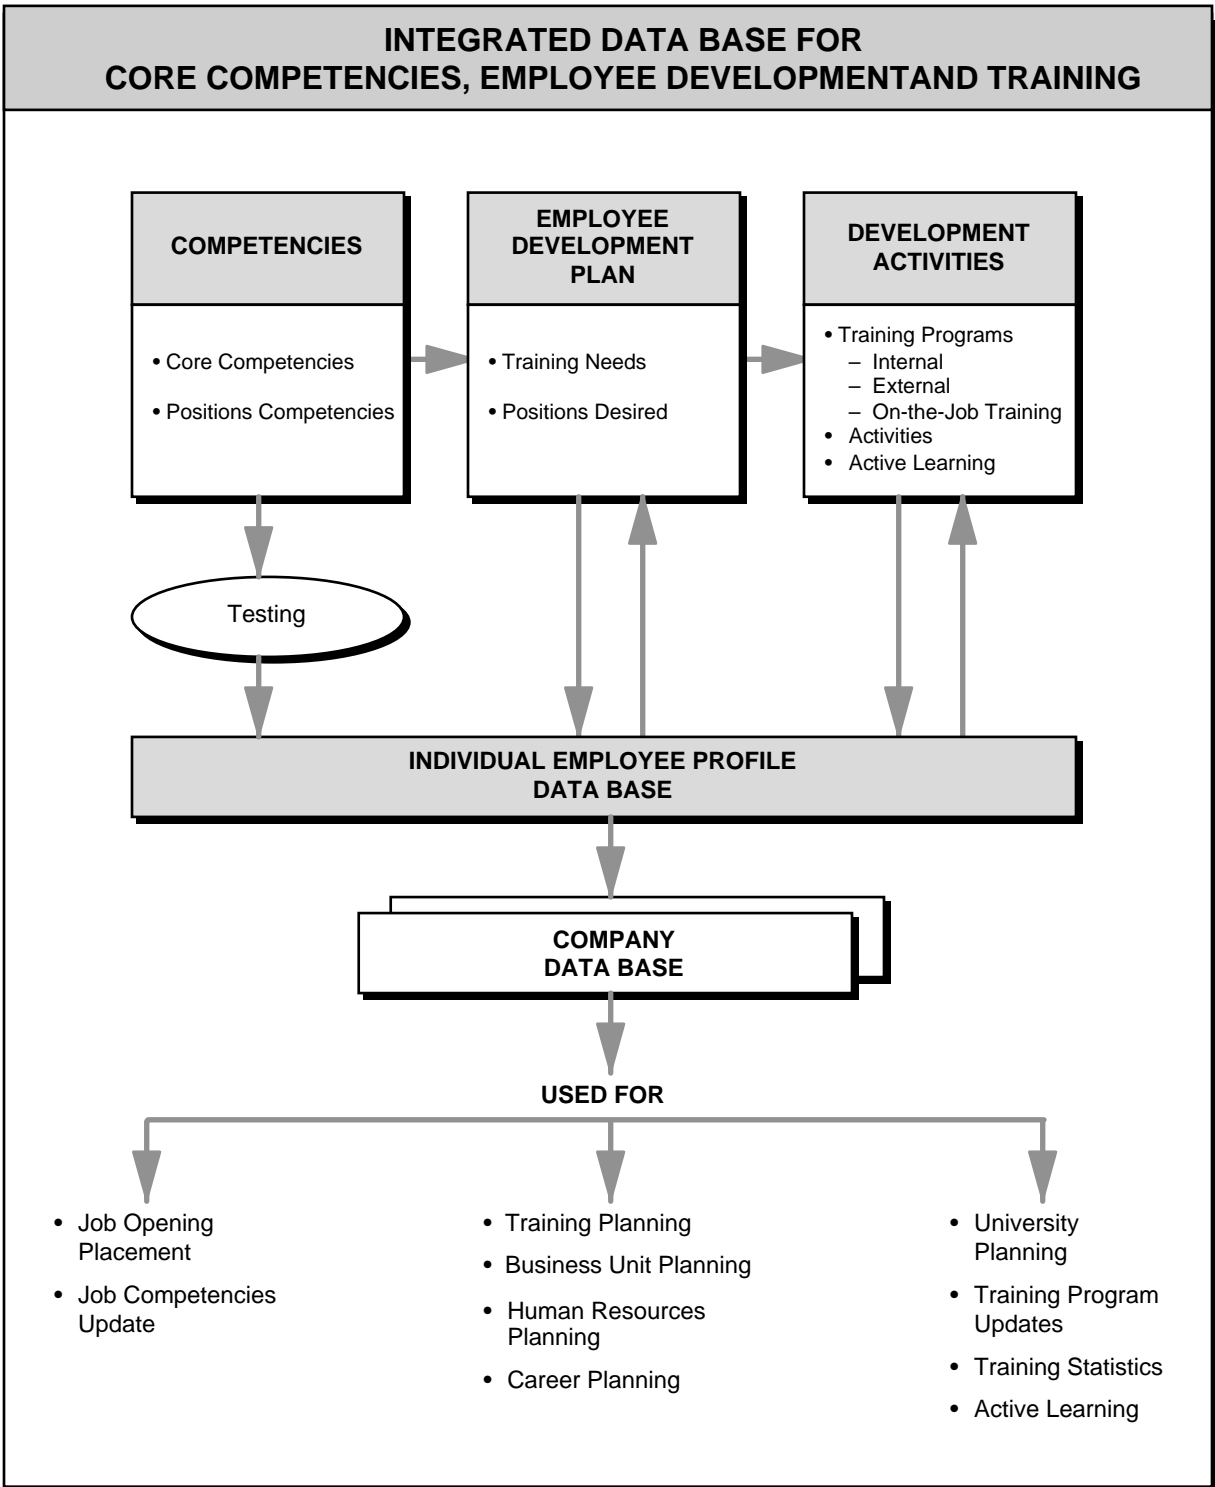 INTEGRATED DATA BASE FOR
CORE COMPETENCIES, EMPLOYEE DEVELOPMENTAND TRAINING
COMPETENCIES
• Core Competencies
• Positions Competencies
EMPLOYEE
DEVELOPMENT
PLAN
• Training Needs
• Positions Desired
DEVELOPMENT
ACTIVITIES
• Training Programs
– Internal
– External
– On-the-Job Training
• Activities
• Active Learning
Testing
INDIVIDUAL EMPLOYEE PROFILE
DATA BASE
COMPANY
DATA BASE
USED FOR
• Job Opening
Placement
• Job Competencies
Update
• Training Planning
• Business Unit Planning
• Human Resources
Planning
• Career Planning
• University
Planning
• Training Program
Updates
• Training Statistics
• Active Learning